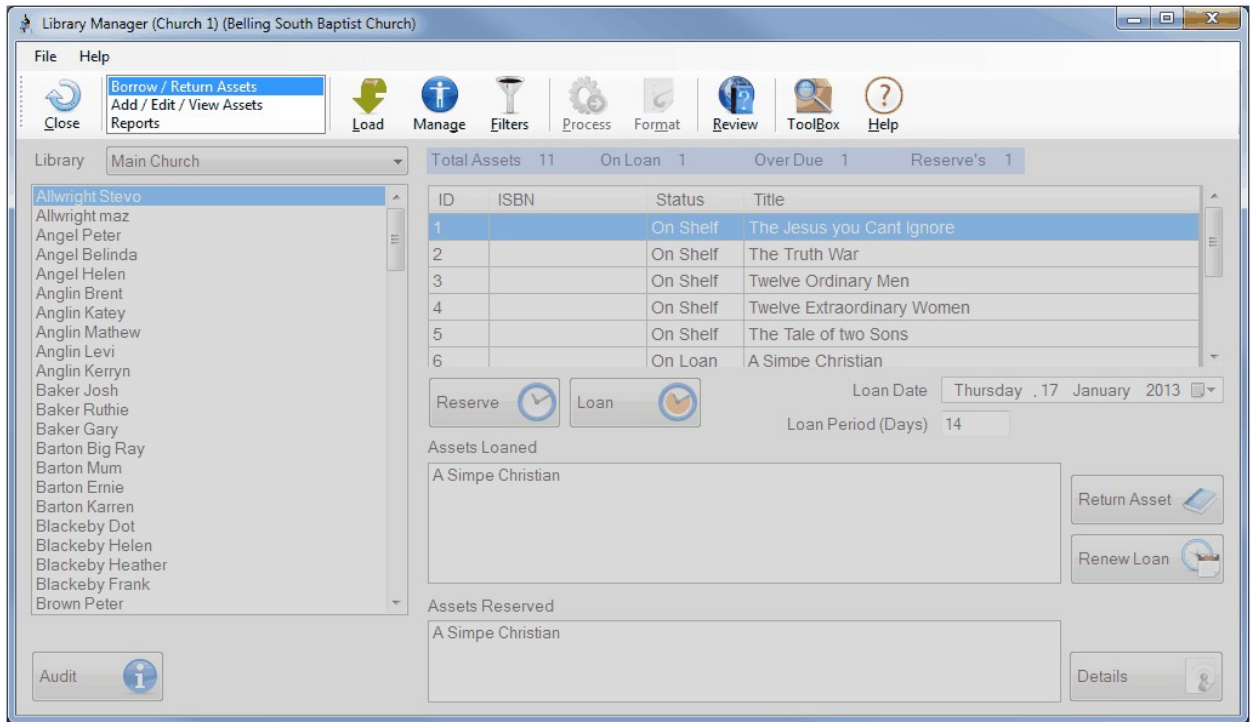 Library Manager (Church 1) (Belling South Baptist Church)
File Help
Close
Borrow / Return Assets
Add / Edit / View Assets
Reports
Load Manage Filters Process Format Review ToolBox Help
Library Main Church
Total Assets 11 On Loan 1 Over Due 1 Reserve's 1
Allwright Stevo
Allwright maz
Angel Peter
Angel Belinda
Angel Helen
Anglin Brent
Anglin Katey
Anglin Mathew
Anglin Levi
Anglin Kerryn
Baker Josh
Baker Ruthie
Baker Gary
Barton Big Ray
Barton Mum
Barton Ernie
Barton Karren
Blackeby Dot
Blackeby Helen
Blackeby Heather
Blackeby Frank
Brown Peter
Audit
ID ISBN Status Title
1 On Shelf The Jesus you Cant Ignore
2 On Shelf The Truth War
3 On Shelf Twelve Ordinary Men
4 On Shelf Twelve Extraordinary Women
5 On Shelf The Tale of two Sons
6 On Loan A Simpe Christian
Reserve Loan
Loan Date Thursday , 17 January 2013
Loan Period (Days) 14
Assets Loaned
A Simpe Christian
Return Asset
Renew Loan
Assets Reserved
A Simpe Christian
Details